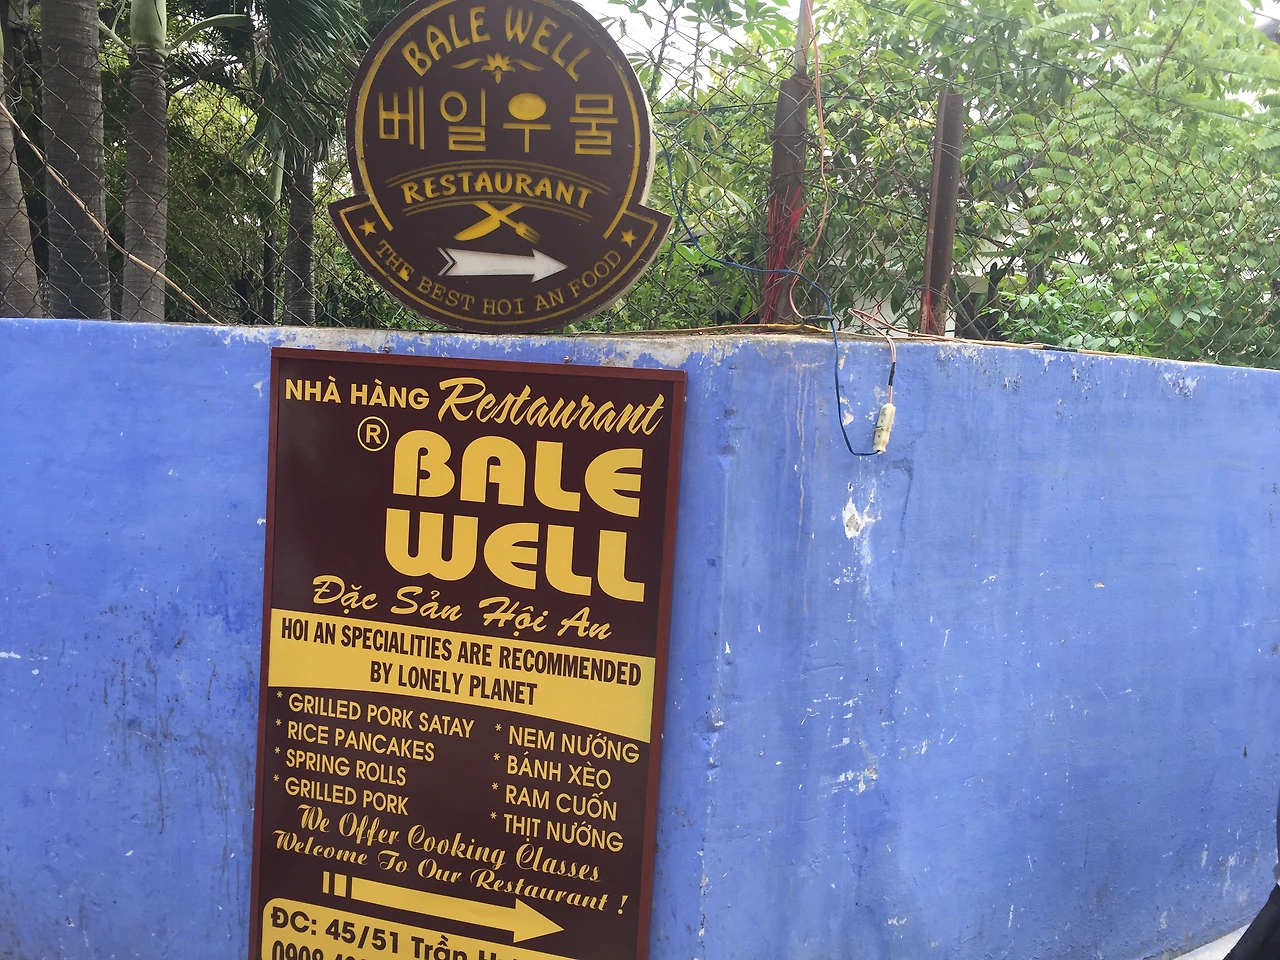 BALE WELL
베일우물
RESTAURANT
THE BEST HOI AN FOOD
NHÀ HÀNG Restaurant
®
BALE
WELL
Đặc Sản Hội An
HOI AN SPECIALITIES ARE RECOMMENDED
BY LONELY PLANET
* GRILLED PORK SATAY
* RICE PANCAKES
* SPRING ROLLS
* GRILLED PORK
* NEM NƯỚNG
* BÁNH XÈO
* RAM CUỐN
* THỊT NƯỚNG
We Offer Cooking Classes
Welcome To Our Restaurant !
ĐC: 45/51 Trần
0908